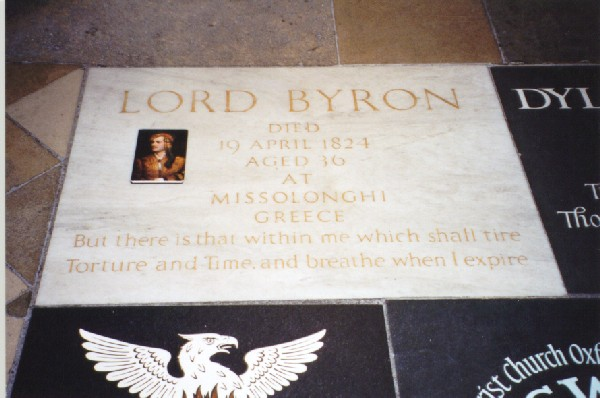 LORD BYRON
DIED
19 APRIL 1824
AGED 36
AT
MISSOLONGHI
GREECE
But there is that within me which shall tire
Torture and Time, and breathe when I expire
DYL
T
Tho
Church Oxf